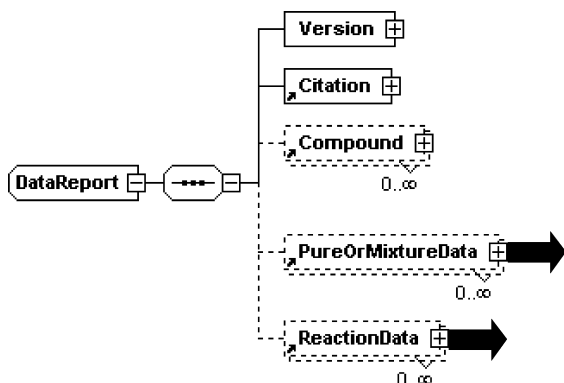 Version
Citation
Compound
0..∞
DataReport
PureOrMixtureData
0..∞
ReactionData
0..∞